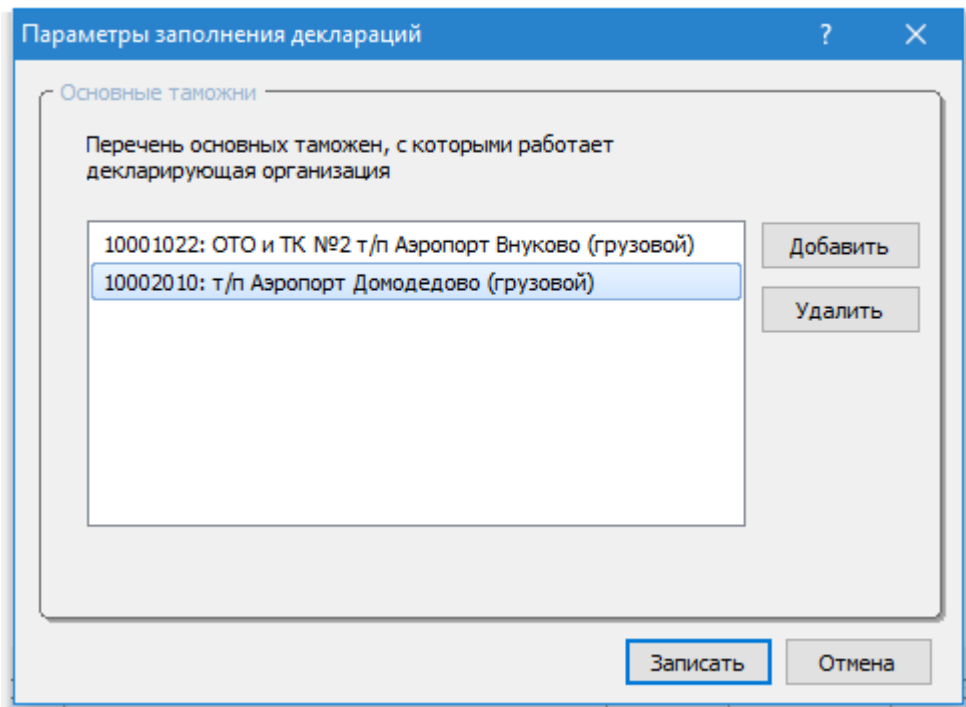 Параметры заполнения деклараций ?
Основные таможни
Перечень основных таможен, с которыми работает
декларирующая организация
10001022: ОТО и ТК №2 т/п Аэропорт Внуково (грузовой)
Добавить
10002010: т/п Аэропорт Домодедово (грузовой)
Удалить
Записать Отмена